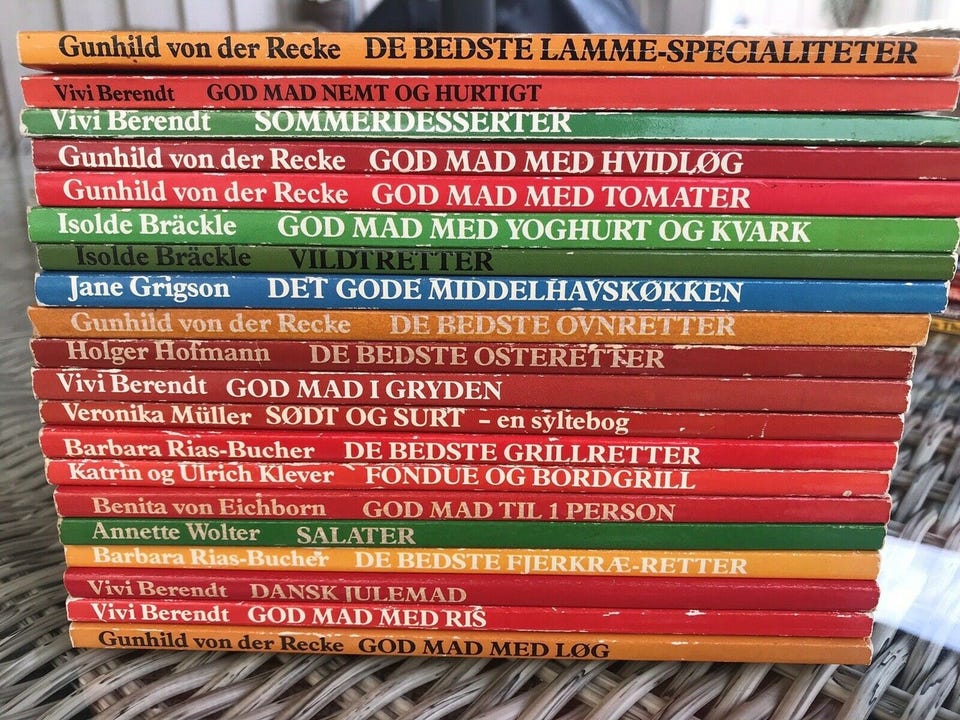 Gunhild von der Recke DE BEDSTE LAMME-SPECIALITETER
Vivi Berendt GOD MAD NEMT OG HURTIGT
Vivi Berendt SOMMERDESSERTER
Gunhild von der Recke GOD MAD MED HVIDLØG
Gunhild von der Recke GOD MAD MED TOMATER
Isolde Bräckle GOD MAD MED YOGHURT OG KVARK
Isolde Bräckle VILDTRETTER
Jane Grigson DET GODE MIDDELHAVSKØKKEN
Gunhild von der Recke DE BEDSTE OVNRETTER
Holger Hofmann DE BEDSTE OSTERETTER
Vivi Berendt GOD MAD I GRYDEN
Veronika Müller SØDT OG SURT - en syltebog
Barbara Rias-Bucher DE BEDSTE GRILLRETTER
Katrin og Ulrich Klever FONDUE OG BORDGRILL
Benita von Eichborn GOD MAD TIL 1 PERSON
Annette Wolter SALATER
Barbara Rias-Bucher DE BEDSTE FJERKRÆ-RETTER
Vivi Berendt DANSK JULEMAD
Vivi Berendt GOD MAD MED RIS
Gunhild von der Recke GOD MAD MED LØG